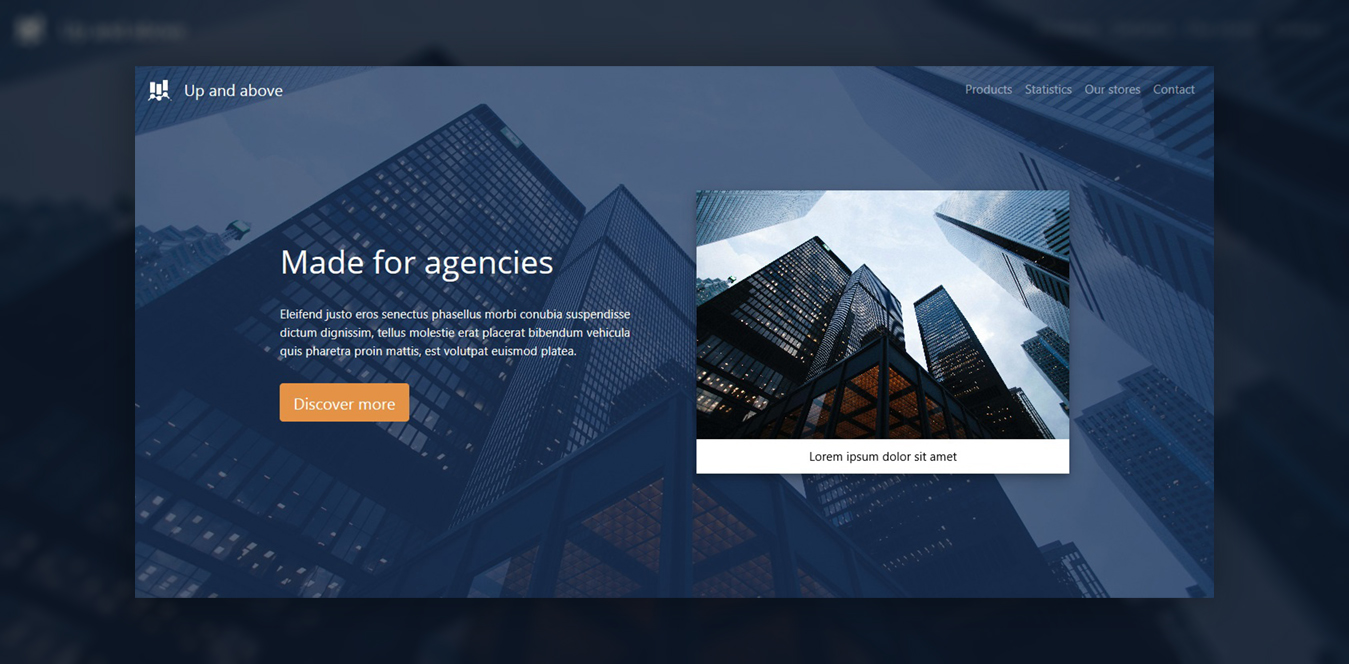 Up and above
Products Statistics Our stores Contact
Made for agencies
Eleifend justo eros senectus phasellus morbi conubia suspendisse
dictum dignissim, tellus molestie erat placerat bibendum vehicula
quis pharetra proin mattis, est volutpat euismod platea.
Discover more
Lorem ipsum dolor sit amet